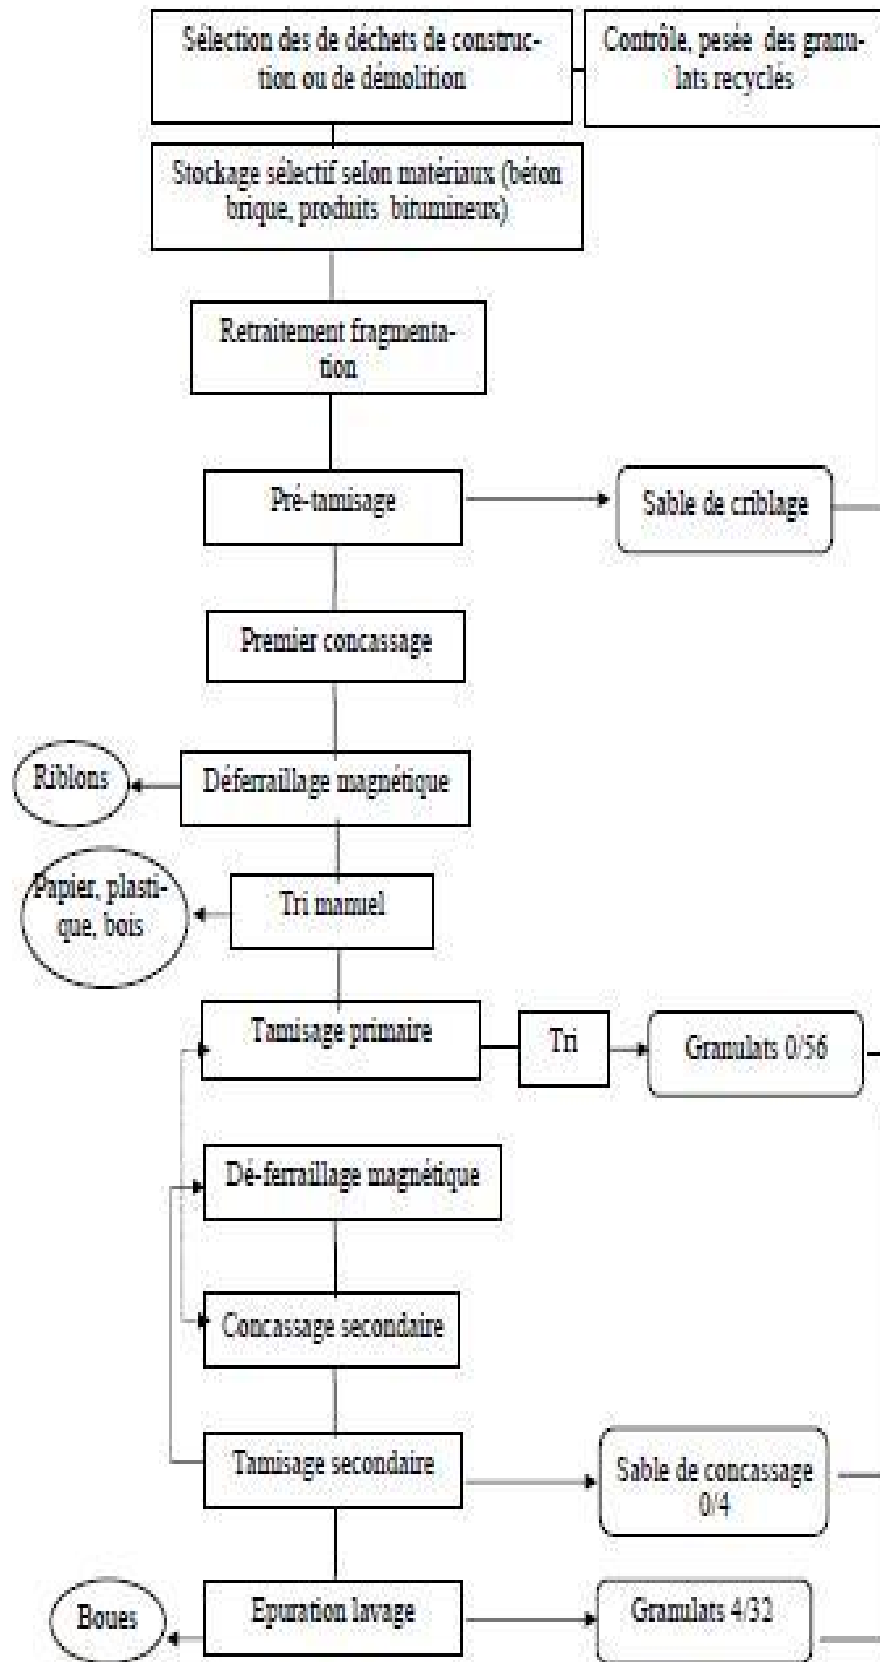 Sélection des de déchets de construc-
tion ou de démolition
Contrôle, pesée des granu-
lats recyclés
Stockage sélectif selon matériaux (béton
brique, produits bitumineux)
Retraitement fragmenta-
tion
Pré-tamisage
Sable de criblage
Premier concassage
Riblons
Déferraillage magnétique
Papier, plasti-
que, bois
Tri manuel
Tamisage primaire
Tri
Granulats 0/56
Dé-ferraillage magnétique
Concassage secondaire
Tamisage secondaire
Sable de concassage
0/4
Boues
Epuration lavage
Granulats 4/32